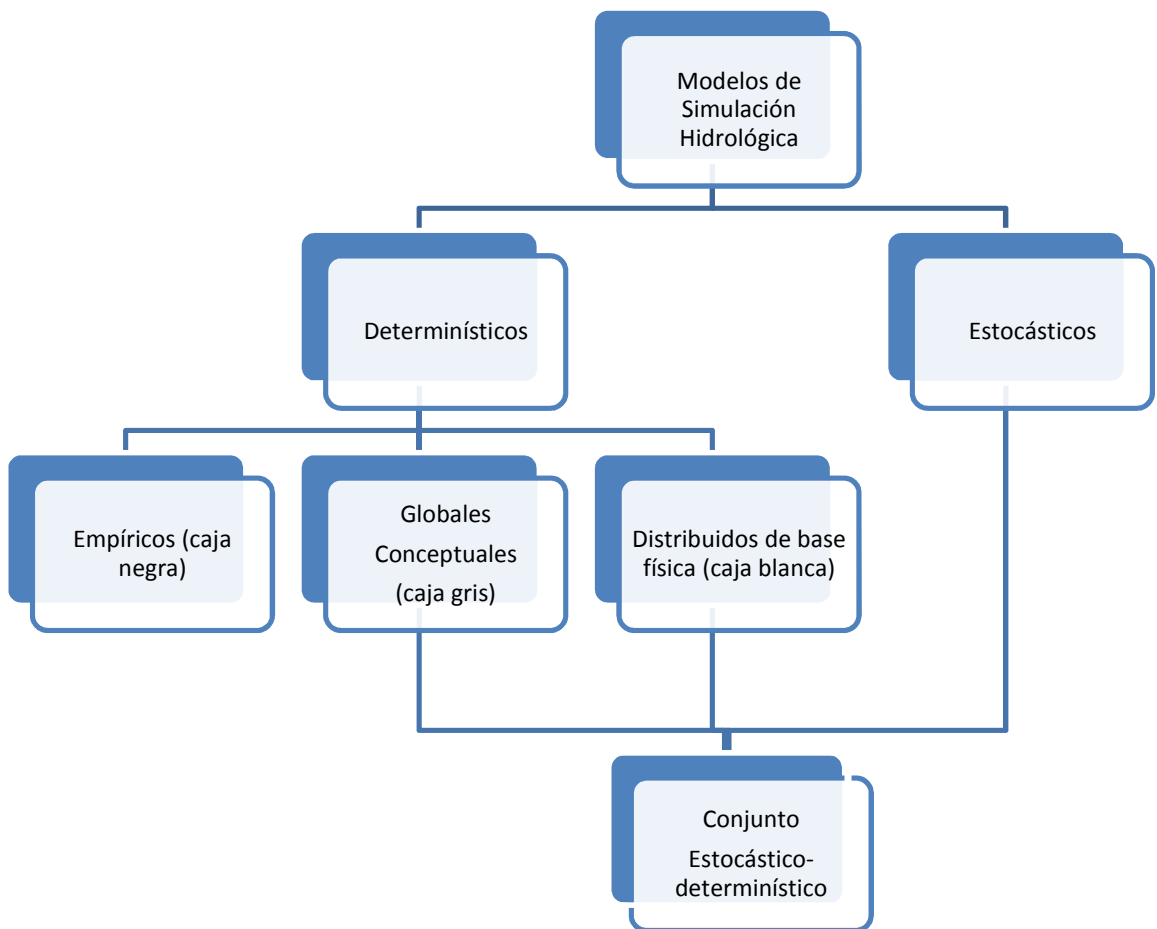 Modelos de
Simulación
Hidrológica
Determinísticos
Estocásticos
Empíricos (caja
negra)
Globales
Conceptuales
(caja gris)
Distribuidos de base
física (caja blanca)
Conjunto
Estocástico-
determinístico